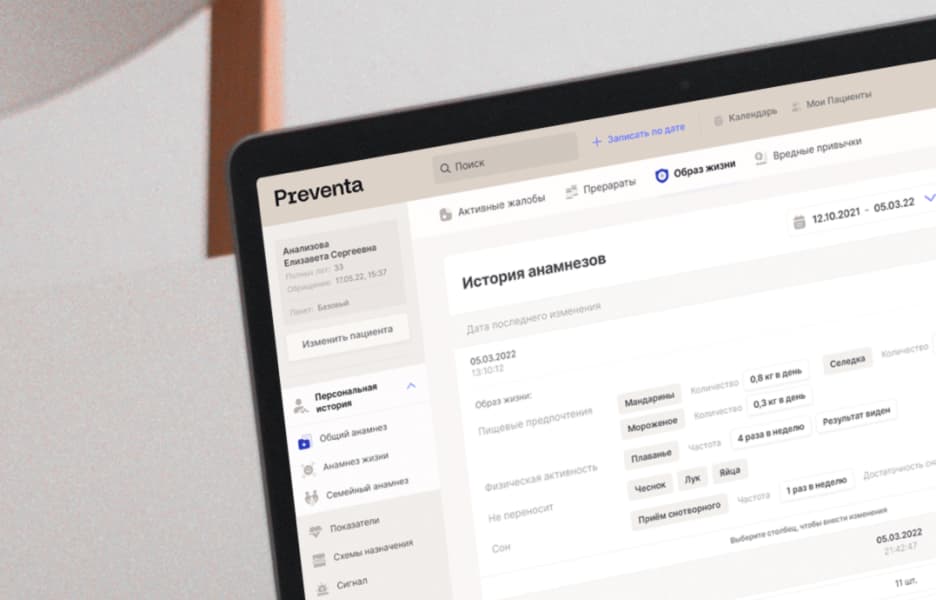 Preventa
Поиск
Записать по дате
Календарь
Мои Пациенты
Активные жалобы
Прерараты
Образ жизни
Вредные привычки
Анализова
Елизавета Сергеевна
Полных лет: 33
Обращение: 17.05.22, 15:37
Пакет: Базовый
Изменить пациента
Персональная
история
Общий анамнез
Анамнез жизни
Семейный анамнез
Показатели
Схемы назначения
Сигнал
12.10.2021 - 05.03.22
История анамнезов
Дата последнего изменения
05.03.2022
13:10:12
Образ жизни:
Пищевые предпочтения
Мандарины Количество 0,8 кг в день Селедка Количество
Мороженое Количество 0,3 кг в день
Физическая активность
Плаванье Частота 4 раза в неделю Результат виден
Не переносит
Чеснок Лук Яйца
Сон
Приём снотворного Частота 1 раз в неделю Достаточность
Выберите столбец, чтобы внести изменения
05.03.2022
21:42:47
11 шт.